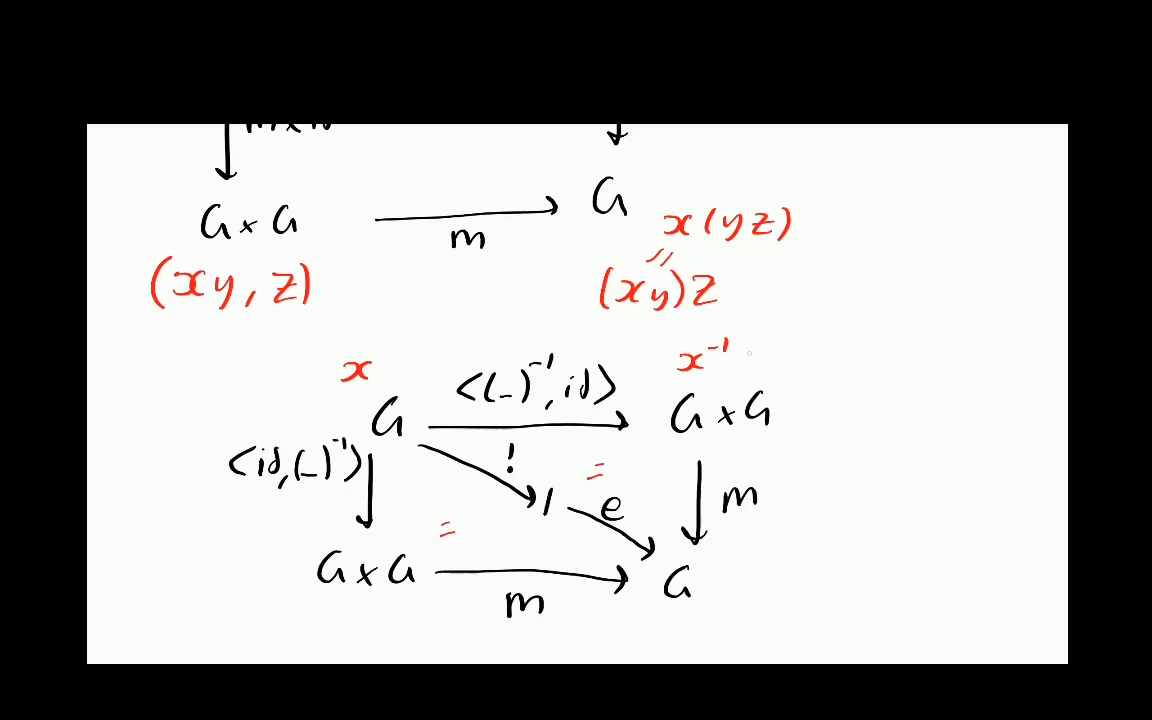 G × G
m
G
x(yz)
(xy, z)
(xy)z
x
<(_)⁻¹, id>
x⁻¹
G
G × G
<id, (_)⁻¹>
!
=
1
e
m
=
G × G
m
G